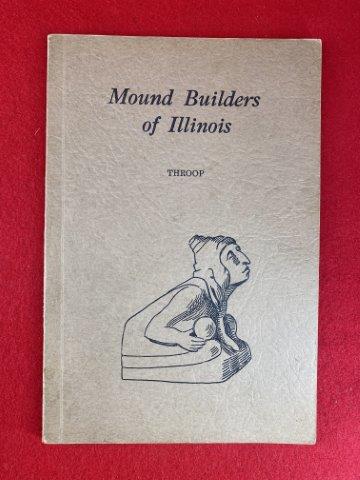 Mound Builders
of Illinois
THROOP